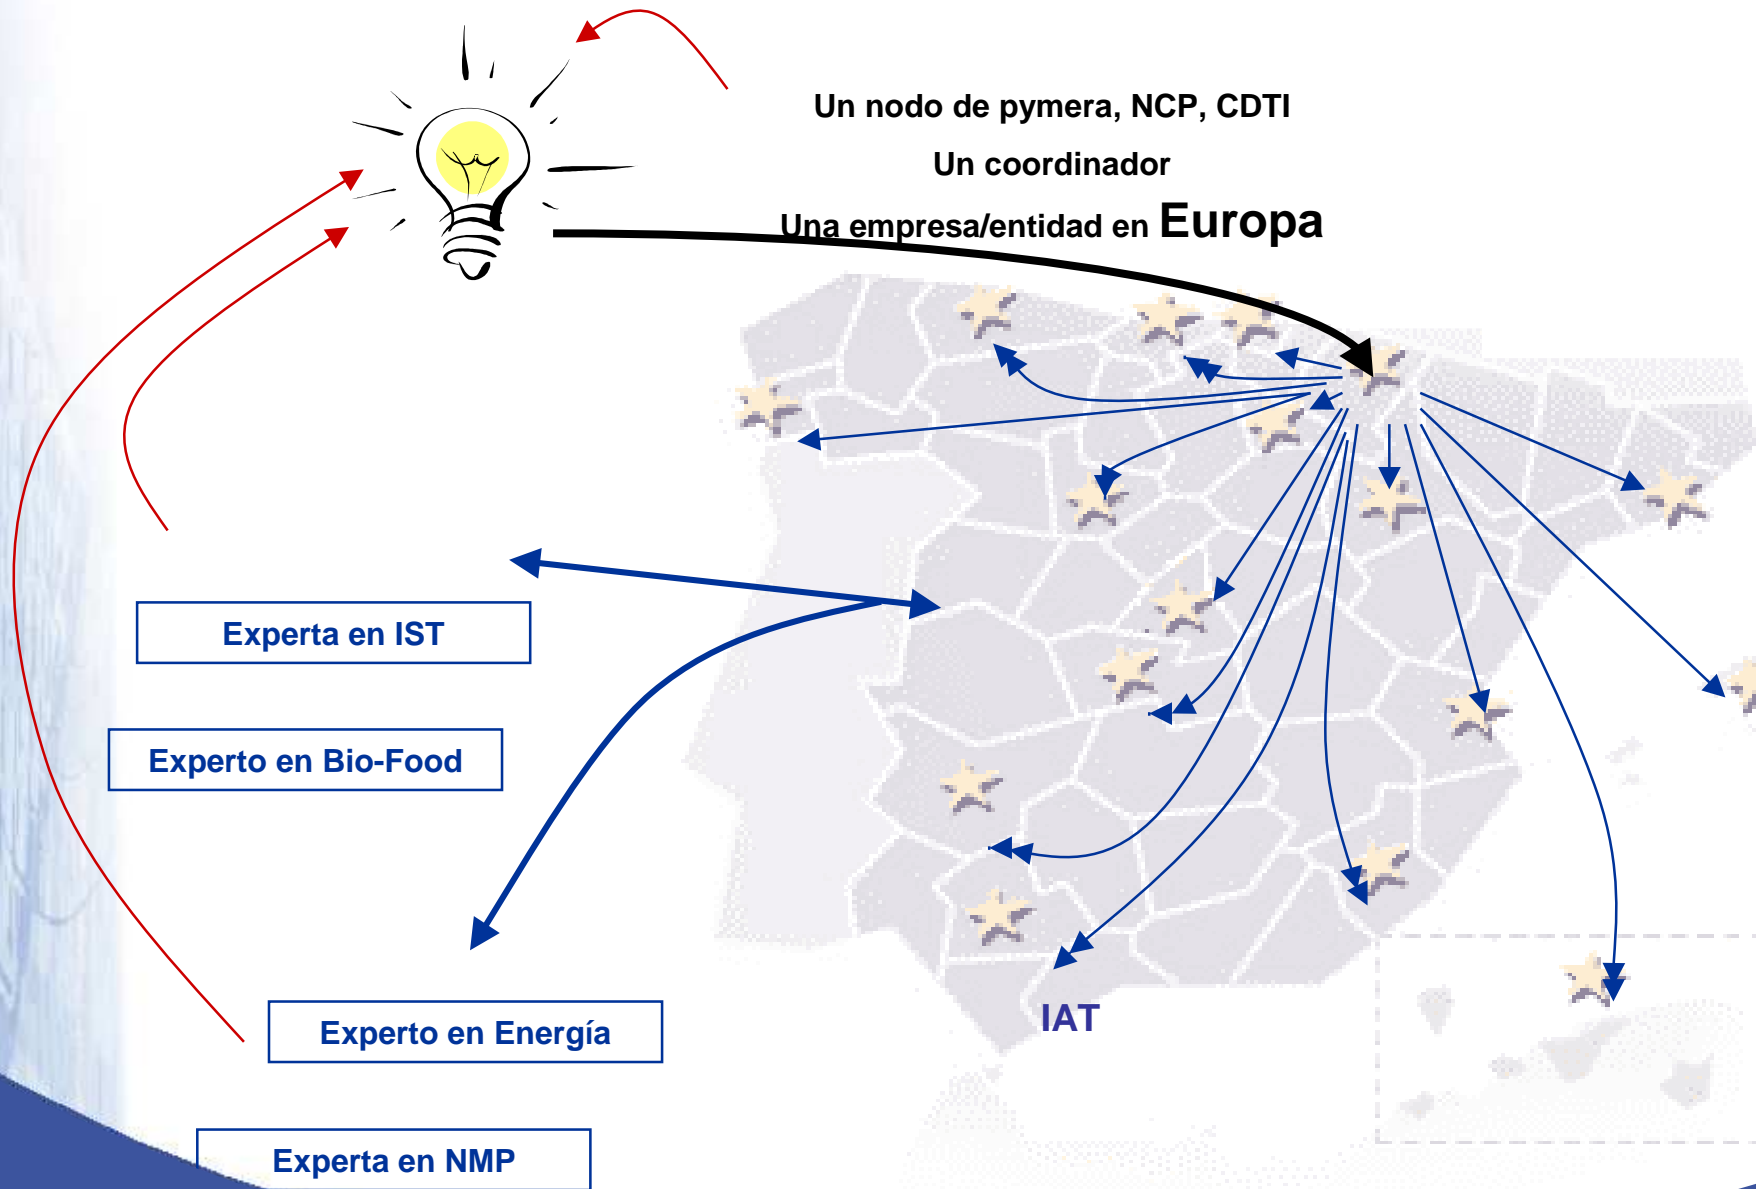 Un nodo de pymera, NCP, CDTI
Un coordinador
Una empresa/entidad en Europa
Experta en IST
Experto en Bio-Food
IAT
Experto en Energía
Experta en NMP